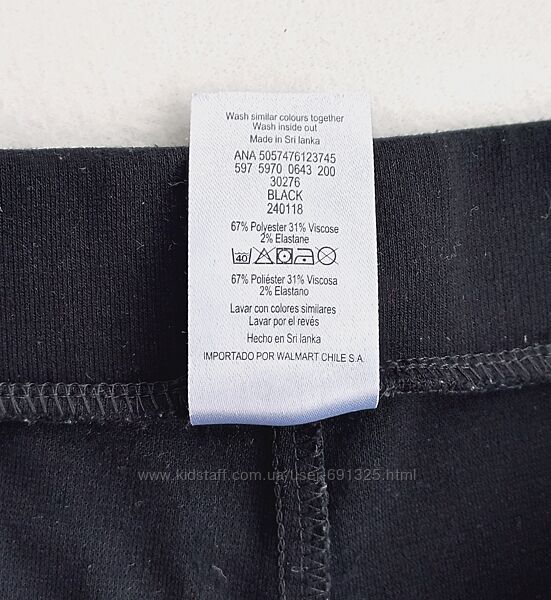 Wash similar colours together
Wash inside out
Made in Sri lanka
ANA 5057476123745
597 5970 0643 200
30276
BLACK
240118
67% Polyester 31% Viscose
2% Elastane
40
67% Poliéster 31% Viscosa
2% Elastano
Lavar con colores similares
Lavar por el revés
Hecho en Sri lanka
IMPORTADO POR WALMART CHILE S.A.
www.kidstaff.com.ua/user-691325.html